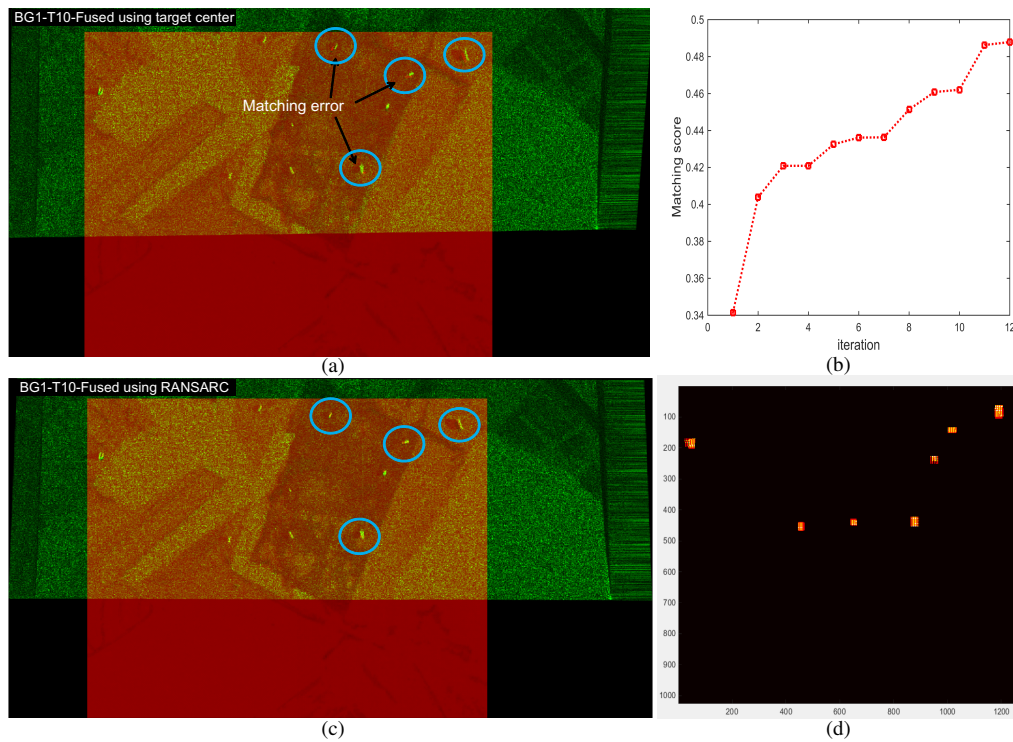 BG1-T10-Fused using target center
Matching error
(a)
0.5
0.48
0.46
0.44
0.42
0.4
0.38
0.36
0.34
Matching score
0 2 4 6 8 10 12
iteration
(b)
BG1-T10-Fused using RANSARC
(c)
100
200
300
400
500
600
700
800
900
1000
200 400 600 800 1000 1200
(d)